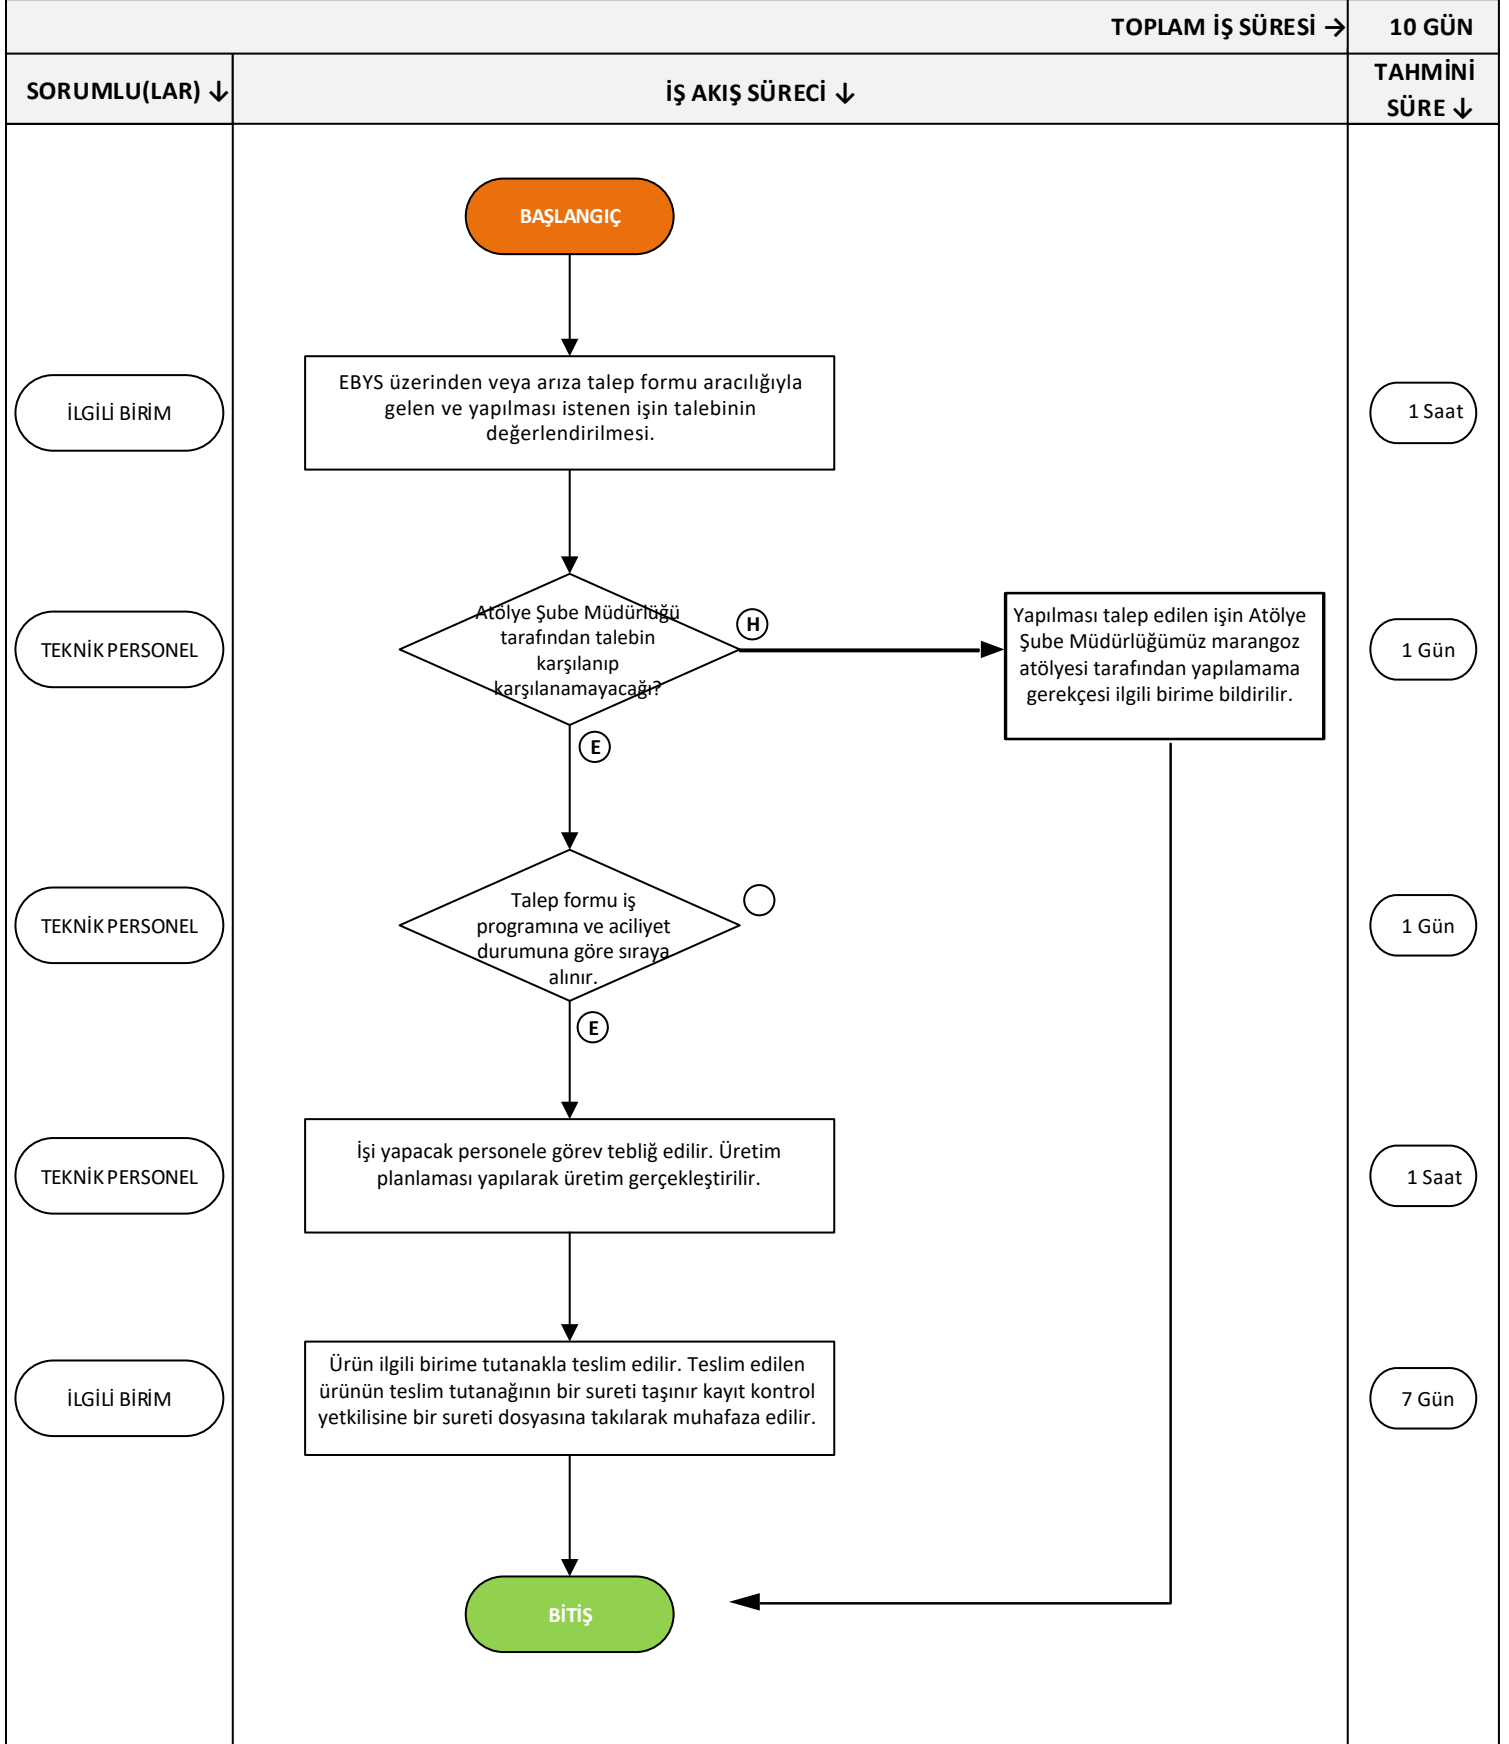 TOPLAM İŞ SÜRESİ → 10 GÜN
SORUMLU(LAR) ↓
İŞ AKIŞ SÜRECİ ↓
TAHMİNİ
SÜRE ↓
BAŞLANGIÇ
İLGİLİ BİRİM
EBYS üzerinden veya arıza talep formu aracılığıyla
gelen ve yapılması istenen işin talebinin
değerlendirilmesi.
1 Saat
TEKNİK PERSONEL
Atölye Şube Müdürlüğü
tarafından talebin
karşılanıp
karşılanamayacağı?
H
Yapılması talep edilen işin Atölye
Şube Müdürlüğümüz marangoz
atölyesi tarafından yapılamama
gerekçesi ilgili birime bildirilir.
1 Gün
E
TEKNİK PERSONEL
Talep formu iş
programına ve aciliyet
durumuna göre sıraya
alınır.
1 Gün
E
TEKNİK PERSONEL
İşi yapacak personele görev tebliğ edilir. Üretim
planlaması yapılarak üretim gerçekleştirilir.
1 Saat
İLGİLİ BİRİM
Ürün ilgili birime tutanakla teslim edilir. Teslim edilen
ürünün teslim tutanağının bir sureti taşınır kayıt kontrol
yetkilisine bir sureti dosyasına takılarak muhafaza edilir.
7 Gün
BİTİŞ